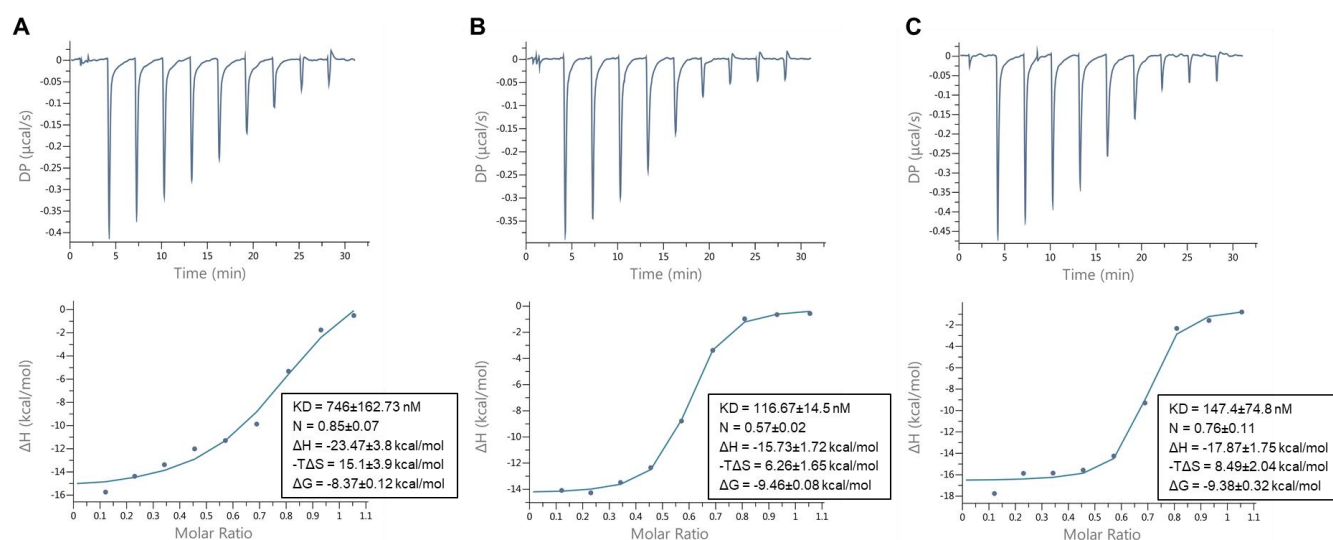 A
0
-0.05
-0.1
-0.15
-0.2
-0.25
-0.3
-0.35
-0.4
DP (µcal/s)
0 5 10 15 20 25 30
Time (min)
B
0
-0.05
-0.1
-0.15
-0.2
-0.25
-0.3
-0.35
DP (µcal/s)
0 5 10 15 20 25 30
Time (min)
C
0
-0.05
-0.1
-0.15
-0.2
-0.25
-0.3
-0.35
-0.4
-0.45
DP (µcal/s)
0 5 10 15 20 25 30
Time (min)
0
-2
-4
-6
-8
-10
-12
-14
-16
ΔH (kcal/mol)
KD = 746±162.73 nM
N = 0.85±0.07
ΔH = -23.47±3.8 kcal/mol
-TΔS = 15.1±3.9 kcal/mol
ΔG = -8.37±0.12 kcal/mol
0 0.1 0.2 0.3 0.4 0.5 0.6 0.7 0.8 0.9 1 1.1
Molar Ratio
0
-2
-4
-6
-8
-10
-12
-14
ΔH (kcal/mol)
KD = 116.67±14.5 nM
N = 0.57±0.02
ΔH = -15.73±1.72 kcal/mol
-TΔS = 6.26±1.65 kcal/mol
ΔG = -9.46±0.08 kcal/mol
0 0.1 0.2 0.3 0.4 0.5 0.6 0.7 0.8 0.9 1 1.1
Molar Ratio
-2
-4
-6
-8
-10
-12
-14
-16
-18
ΔH (kcal/mol)
KD = 147.4±74.8 nM
N = 0.76±0.11
ΔH = -17.87±1.75 kcal/mol
-TΔS = 8.49±2.04 kcal/mol
ΔG = -9.38±0.32 kcal/mol
0 0.1 0.2 0.3 0.4 0.5 0.6 0.7 0.8 0.9 1 1.1
Molar Ratio